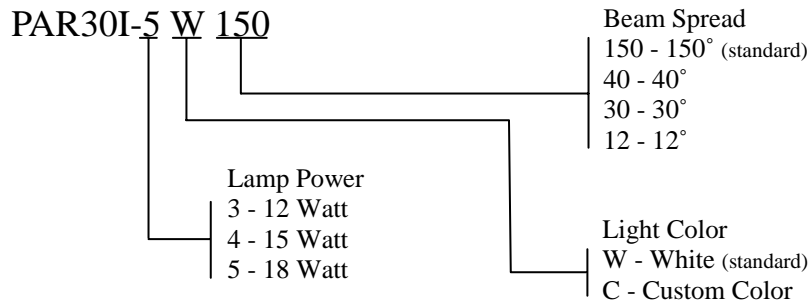 PAR30I-5 W 150
Beam Spread
150 - 150° (standard)
40 - 40°
30 - 30°
12 - 12°
Lamp Power
3 - 12 Watt
4 - 15 Watt
5 - 18 Watt
Light Color
W - White (standard)
C - Custom Color